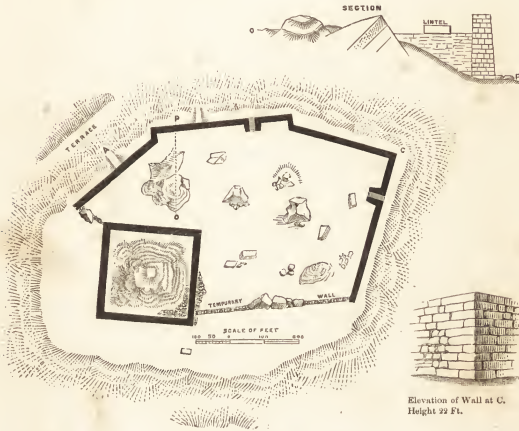 SECTION
LINTEL
O
P
TERRACE
P
A
C
O
TEMPORARY WALL
SCALE OF FEET
100 50 0 100 200
Elevation of Wall at C.
Height 22 Ft.